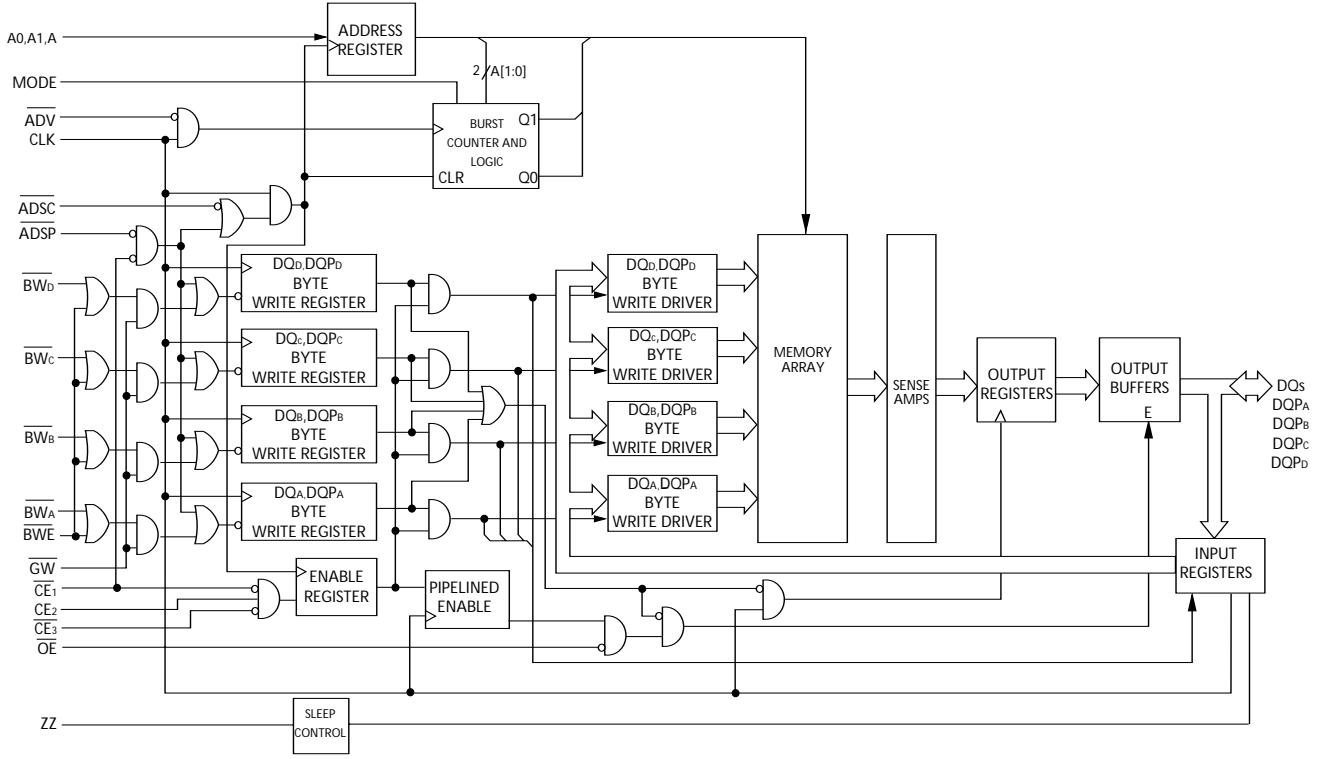 A0,A1,A
ADDRESS
REGISTER
MODE
2
A[1:0]
ADV
CLK
BURST
COUNTER AND
LOGIC
Q1
CLR
Q0
ADSC
ADSP
BWD
DQD,DQPD
BYTE
WRITE REGISTER
DQD,DQPD
BYTE
WRITE DRIVER
BWC
DQC,DQPC
BYTE
WRITE REGISTER
DQC,DQPC
BYTE
WRITE DRIVER
MEMORY
ARRAY
SENSE
AMPS
OUTPUT
REGISTERS
OUTPUT
BUFFERS
E
DQS
DQPA
DQPB
DQPC
DQPD
BWB
DQB,DQPB
BYTE
WRITE REGISTER
DQB,DQPB
BYTE
WRITE DRIVER
BWA
BWE
DQA,DQPA
BYTE
WRITE REGISTER
DQA,DQPA
BYTE
WRITE DRIVER
GW
CE1
CE2
CE3
OE
ENABLE
REGISTER
PIPELINED
ENABLE
INPUT
REGISTERS
ZZ
SLEEP
CONTROL